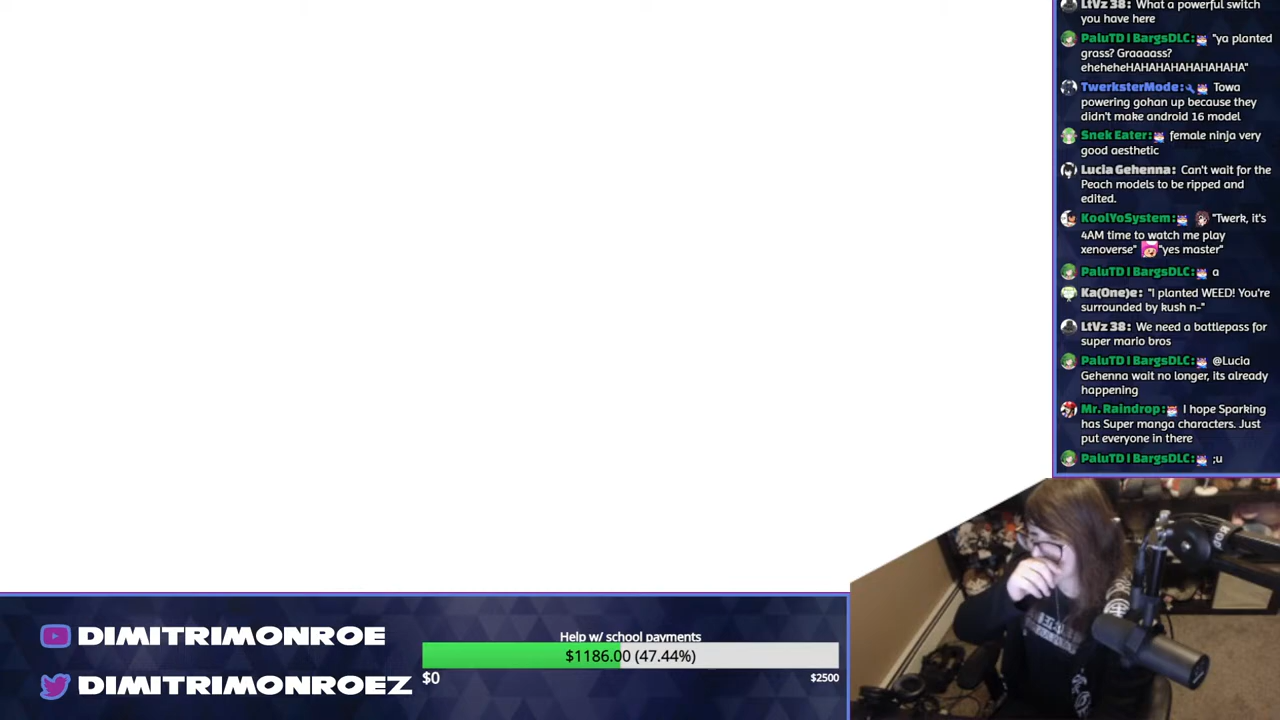 LtVz 38: What a powerful switch
you have here
PaluTD | BargsDLC: "ya planted
grass? Graaaass?
eheheheHAHAHAHAHAHAHA"
TwerksterMode: Towa
powering gohan up because they
didn't make android 16 model
Snek Eater: female ninja very
good aesthetic
Lucia Gehenna: Can't wait for the
Peach models to be ripped and
edited.
KoolYoSystem: "Twerk, it's
4AM time to watch me play
xenoverse" "yes master"
PaluTD | BargsDLC: a
Ka(One)e: "I planted WEED! You're
surrounded by kush n-"
LtVz 38: We need a battlepass for
super mario bros
PaluTD | BargsDLC: @Lucia
Gehenna wait no longer, its already
happening
Mr. Raindrop: I hope Sparking
has Super manga characters. Just
put everyone in there
PaluTD | BargsDLC: ;u
DIMITRIMONROE
DIMITRIMONROEZ
Help w/ school payments
$1186.00 (47.44%)
$0
$2500